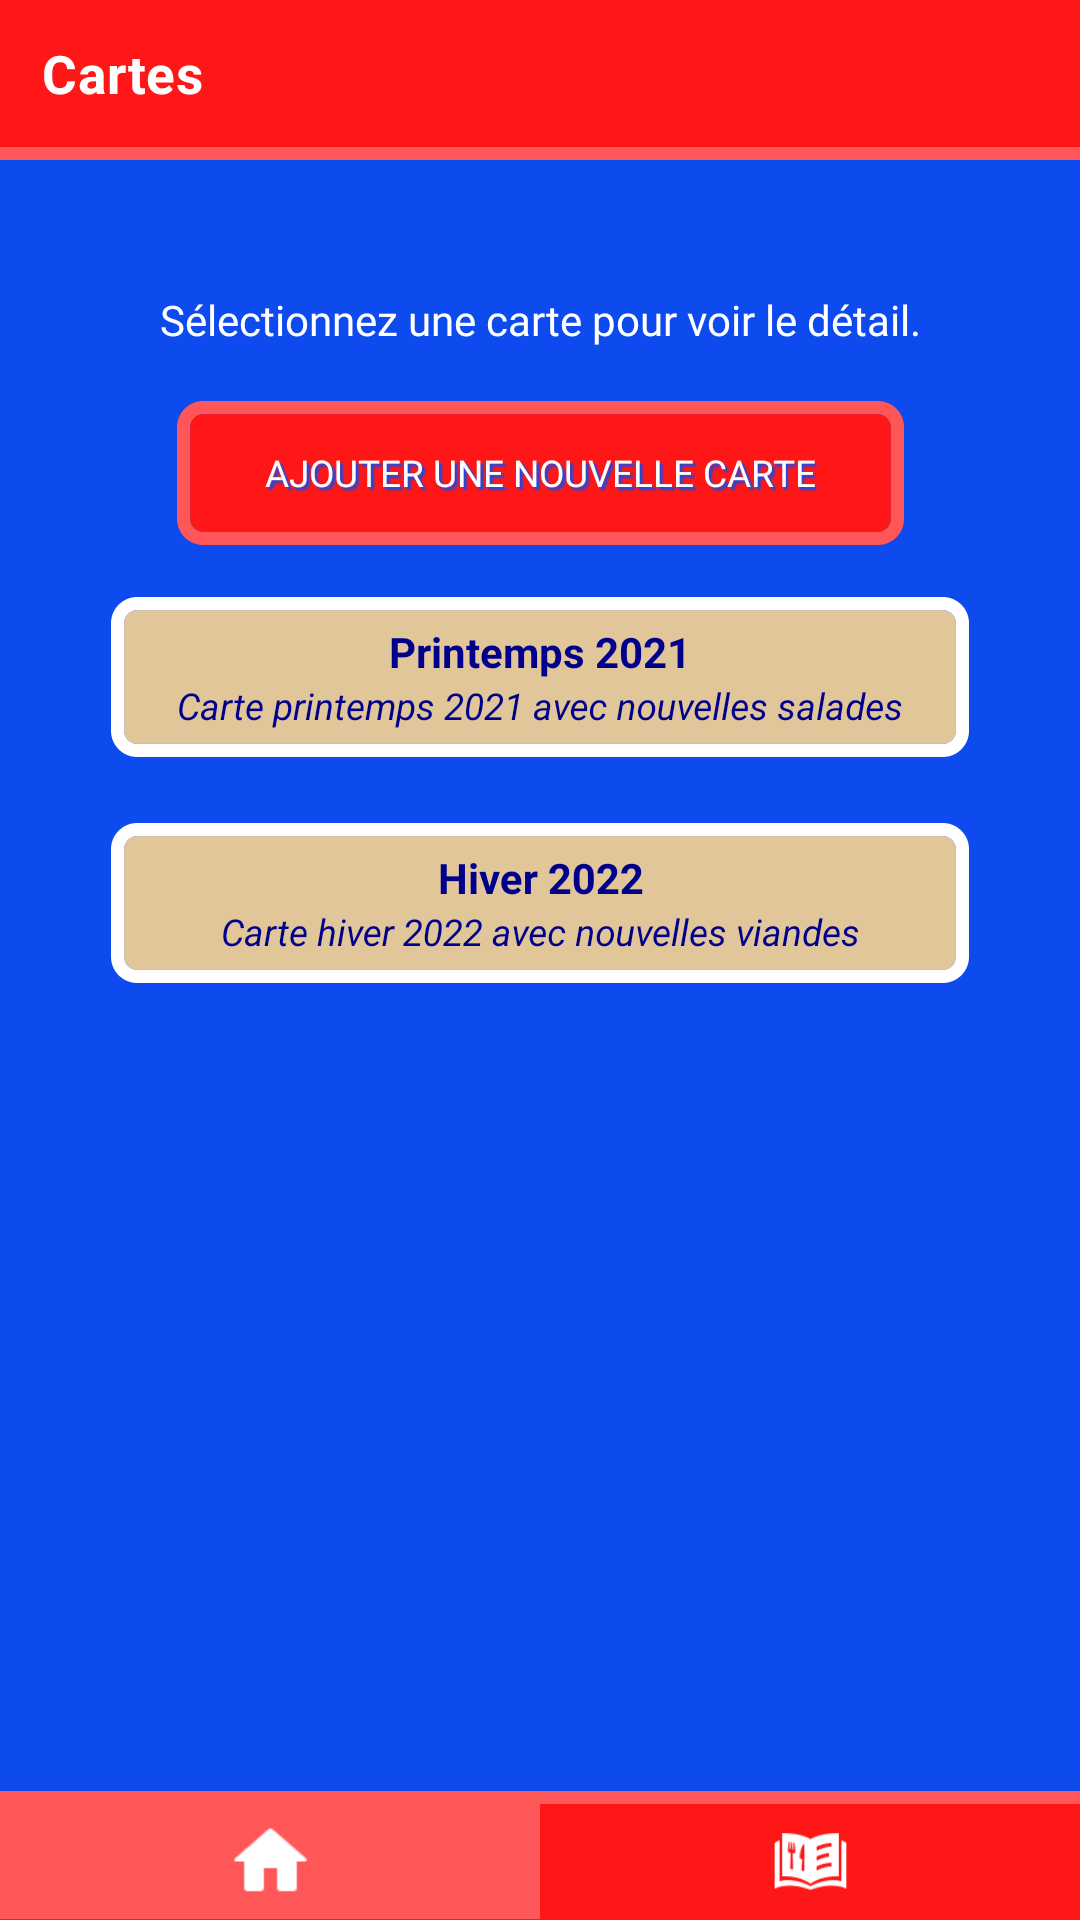 Cartes
Sélectionnez une carte pour voir le détail.
AJOUTER UNE NOUVELLE CARTE
Printemps 2021
Carte printemps 2021 avec nouvelles salades
Hiver 2022
Carte hiver 2022 avec nouvelles viandes